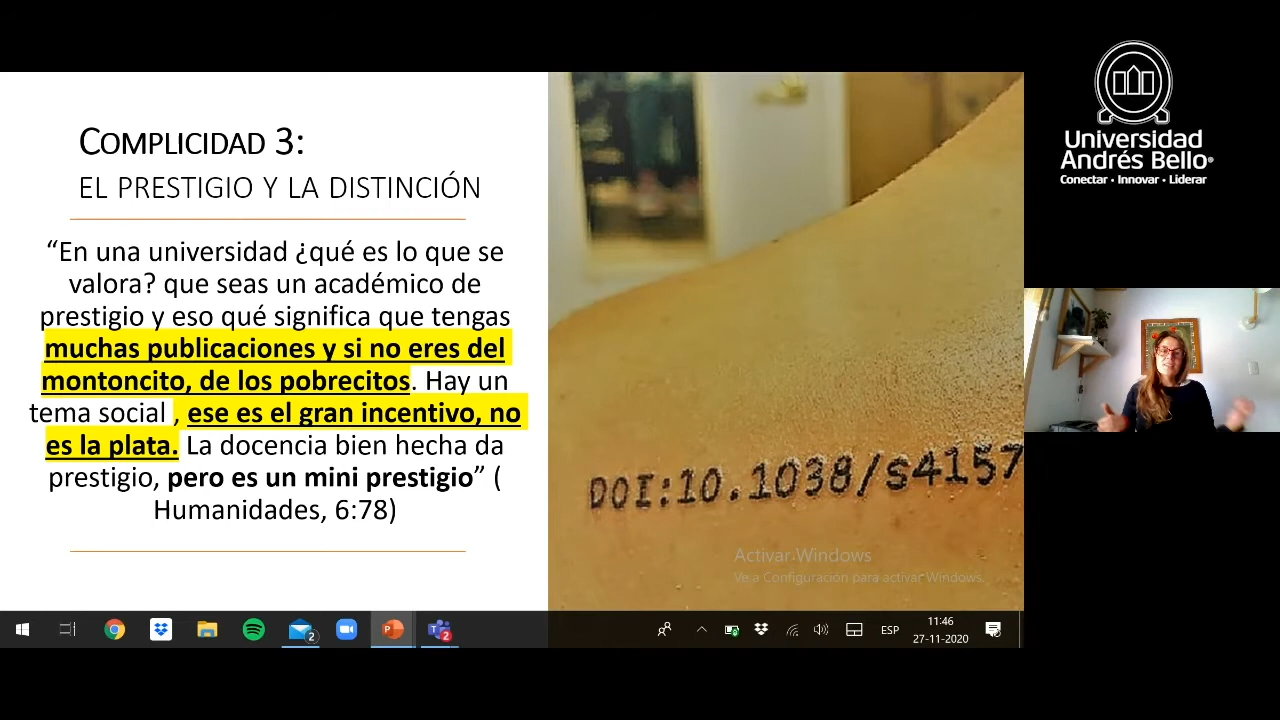 COMPLICIDAD 3:
EL PRESTIGIO Y LA DISTINCIÓN
“En una universidad ¿qué es lo que se
valora? que seas un académico de
prestigio y eso qué significa que tengas
muchas publicaciones y si no eres del
montoncito, de los pobrecitos. Hay un
tema social , ese es el gran incentivo, no
es la plata. La docencia bien hecha da
prestigio, pero es un mini prestigio” (
Humanidades, 6:78)
DOI:10.1038/s4157
Activar Windows
Ve a Configuración para activar Windows.
Universidad
Andrés Bello®
Conectar · Innovar · Liderar
2
P
2
ESP
11:46
27-11-2020